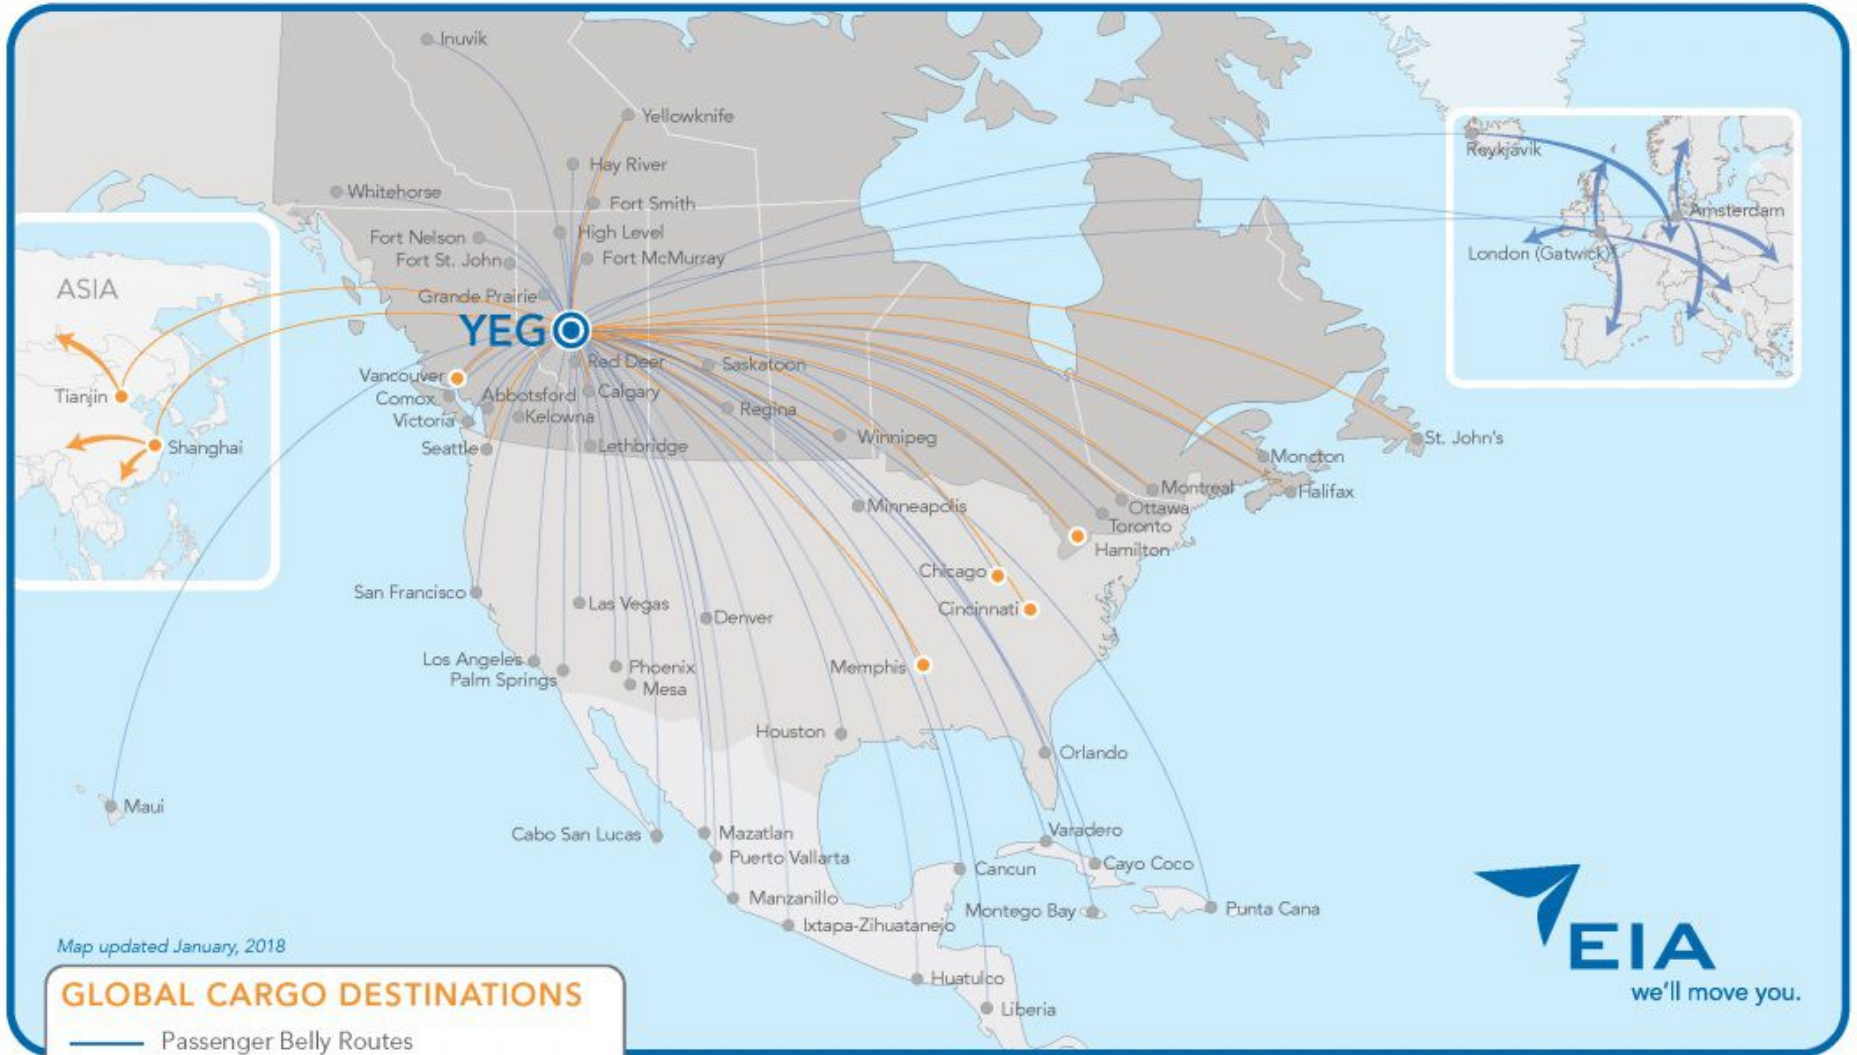 Inuvik
Yellowknife
Hay River
Whitehorse
Fort Smith
Fort Nelson
High Level
Fort St. John
Fort McMurray
Grande Prairie
YEG
Reykjávik
Amsterdam
London (Gatwick)*
ASIA
Tianjin
Shanghai
Red Deer
Saskatoon
Vancouver
Comox
Abbotsford
Calgary
Victoria
Kelowna
Regina
Winnipeg
Seattle
Lethbridge
St. John's
Moncton
Montreal
Halifax
Minneapolis
Ottawa
Toronto
Hamilton
Chicago
San Francisco
Las Vegas
Cincinnati
Denver
Los Angeles
Phoenix
Memphis
Palm Springs
Mesa
Houston
Orlando
Maui
Cabo San Lucas
Mazatlan
Varadero
Puerto Vallarta
Cancun
Cayo Coco
Manzanillo
Montego Bay
Punta Cana
Ixtapa-Zihuatanejo
Huatulco
Liberia
Map updated January, 2018
GLOBAL CARGO DESTINATIONS
Passenger Belly Routes
EIA
we'll move you.